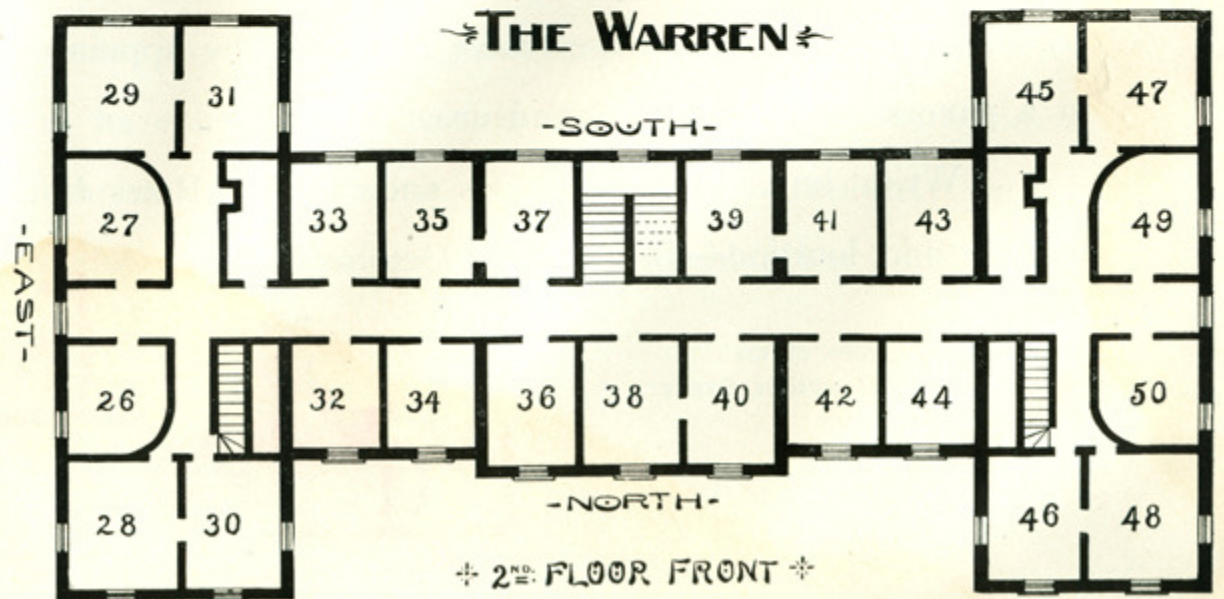 THE WARREN
-SOUTH-
29 31
45 47
27 33 35 37 39 41 43 49
-EAST-
26 32 34 36 38 40 42 44 50
28 30
46 48
-NORTH-
2ND. FLOOR FRONT